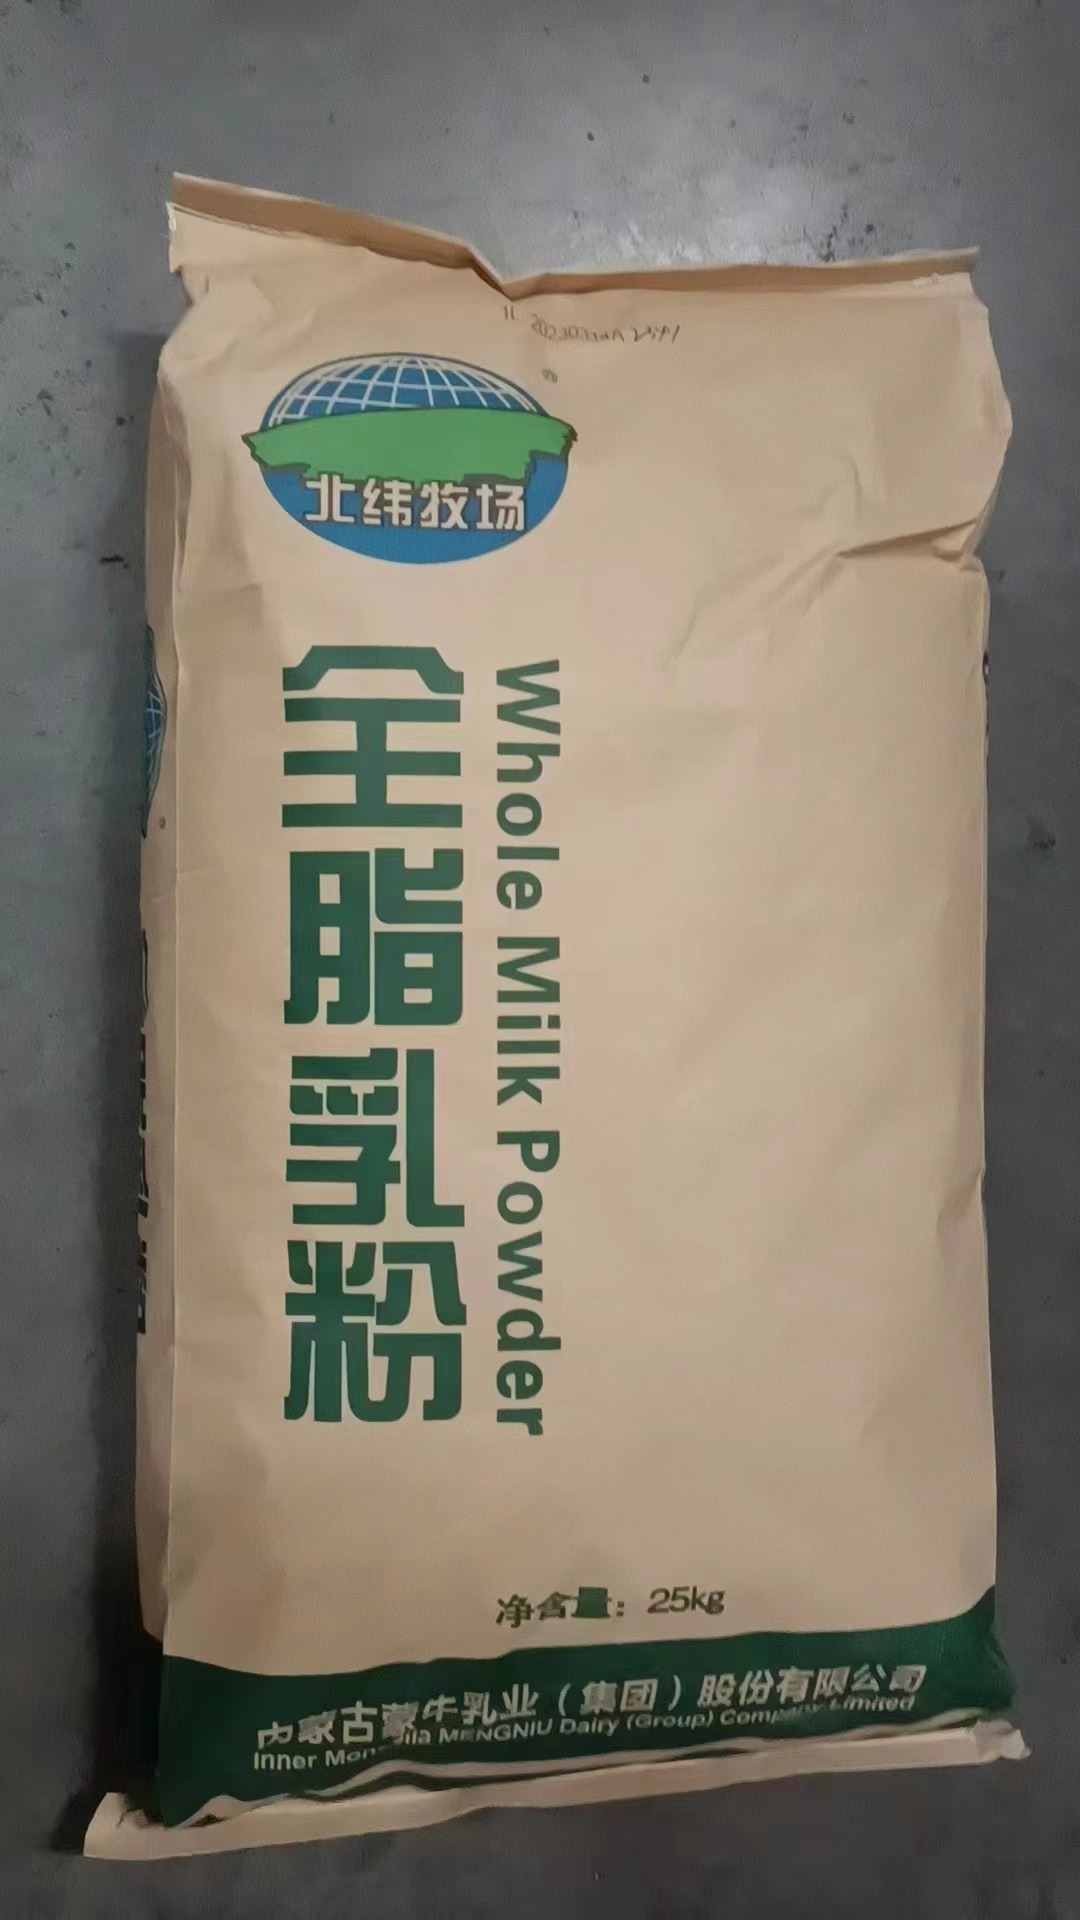 ®
北纬牧场
全脂乳粉
Whole Milk Powder
净含量：25kg
内蒙古蒙牛乳业（集团）股份有限公司
Inner MENGNIU Dairy (Group) Company Limited